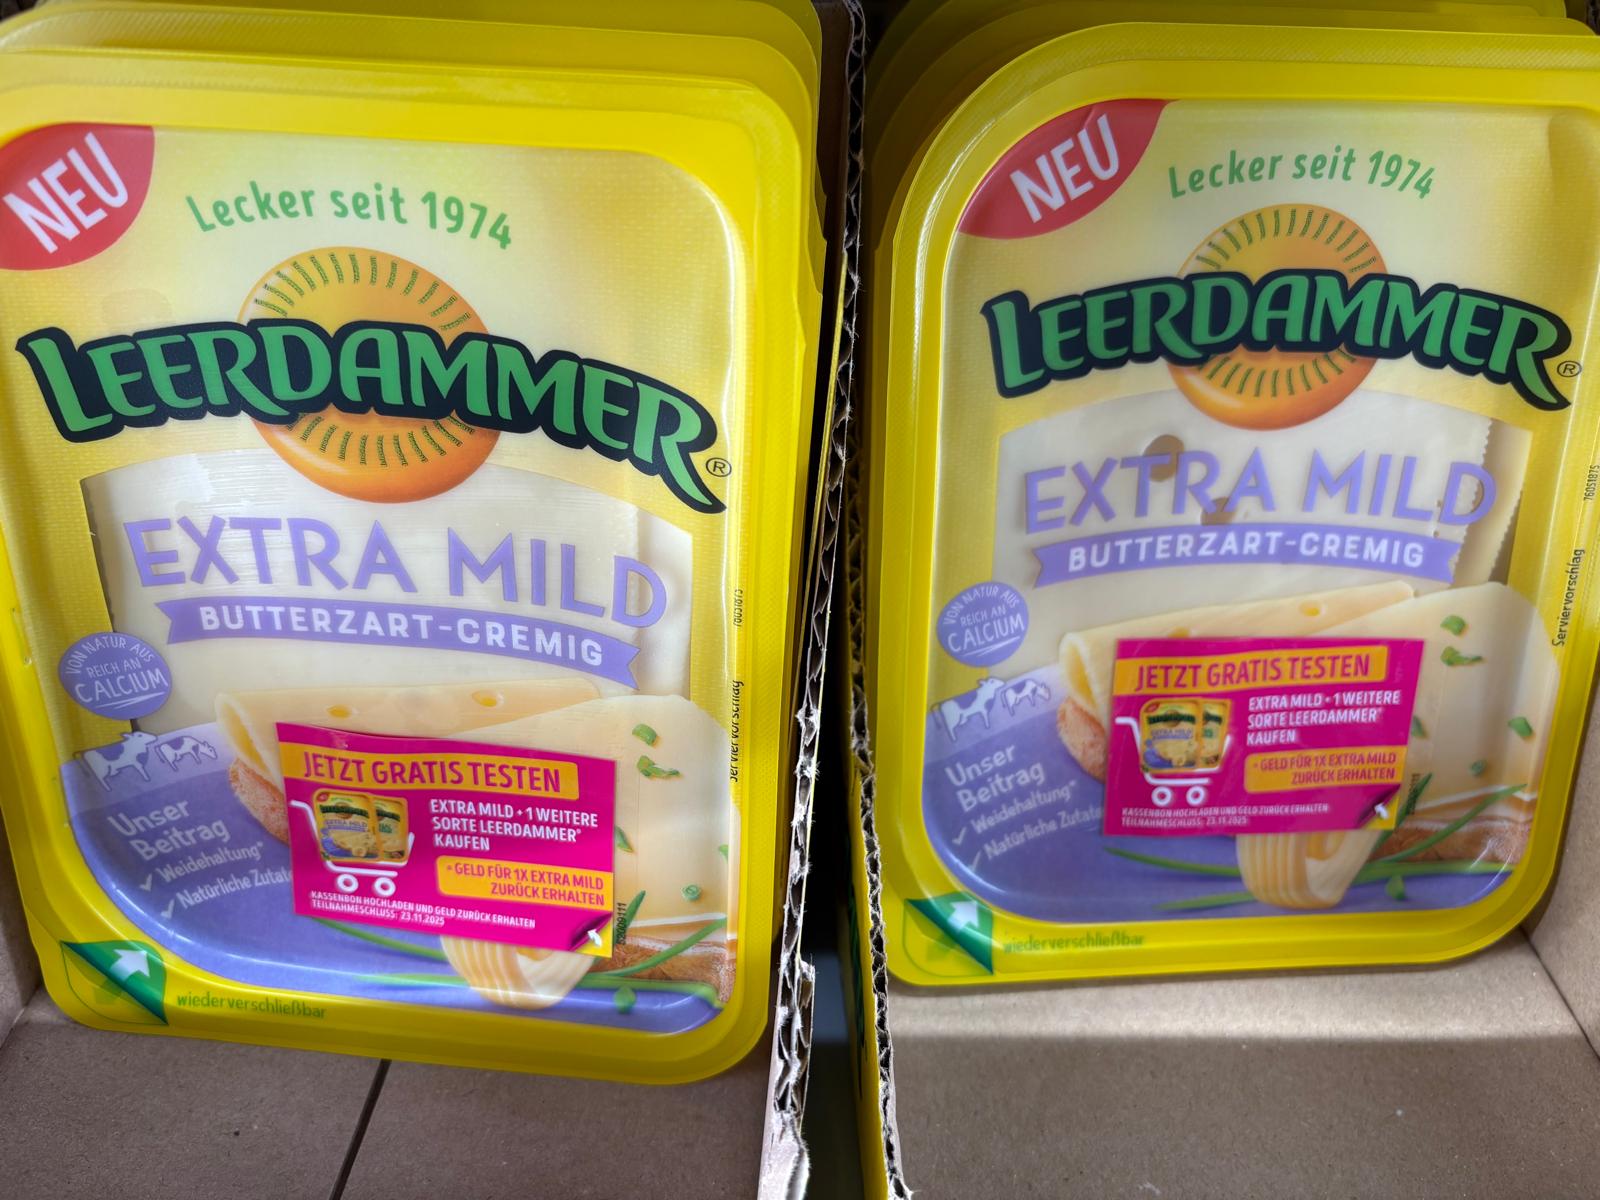 NEU
Lecker seit 1974
LEERDAMMER®
EXTRA MILD
BUTTERZART-CREMIG
VON NATUR AUS
REICH AN
CALCIUM
Unser
Beitrag
Weidehaltung*
Natürliche Zutate
JETZT GRATIS TESTEN
EXTRA MILD + 1 WEITERE
SORTE LEERDAMMER®
KAUFEN
= GELD FÜR 1X EXTRA MILD
ZURÜCK ERHALTEN
KASSENBON HOCHLADEN UND GELD ZURÜCK ERHALTEN
TEILNAHMESCHLUSS: 23.11.2025
wiederverschließbar
Serviervorschlag
76051875
NEU
Lecker seit 1974
LEERDAMMER®
EXTRA MILD
BUTTERZART-CREMIG
VON NATUR AUS
REICH AN
CALCIUM
Unser
Beitrag
Weidehaltung*
Natürliche Zutate
JETZT GRATIS TESTEN
EXTRA MILD + 1 WEITERE
SORTE LEERDAMMER®
KAUFEN
= GELD FÜR 1X EXTRA MILD
ZURÜCK ERHALTEN
KASSENBON HOCHLADEN UND GELD ZURÜCK ERHALTEN
TEILNAHMESCHLUSS: 23.11.2025
wiederverschließbar
Serviervorschlag
76051875